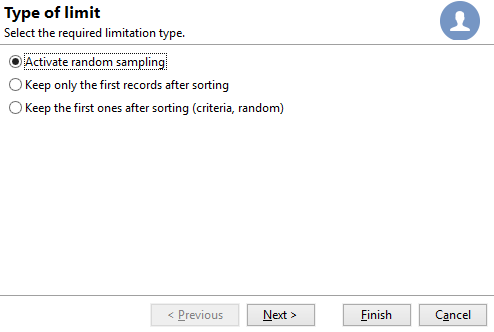 Type of limit
Select the required limitation type.
Activate random sampling
Keep only the first records after sorting
Keep the first ones after sorting (criteria, random)
< Previous Next > Finish Cancel